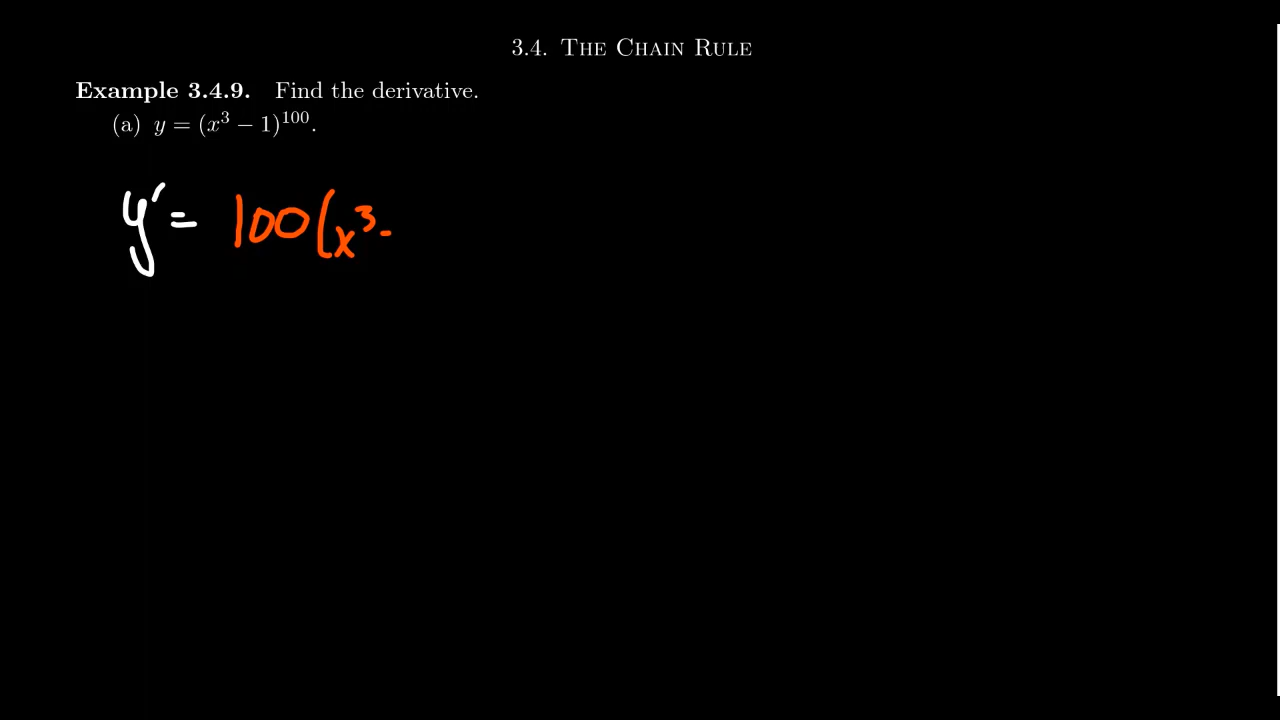 3.4. THE CHAIN RULE
Example 3.4.9. Find the derivative.
(a) y = (x³ − 1)¹⁰⁰.
y′ = 100(x³ -